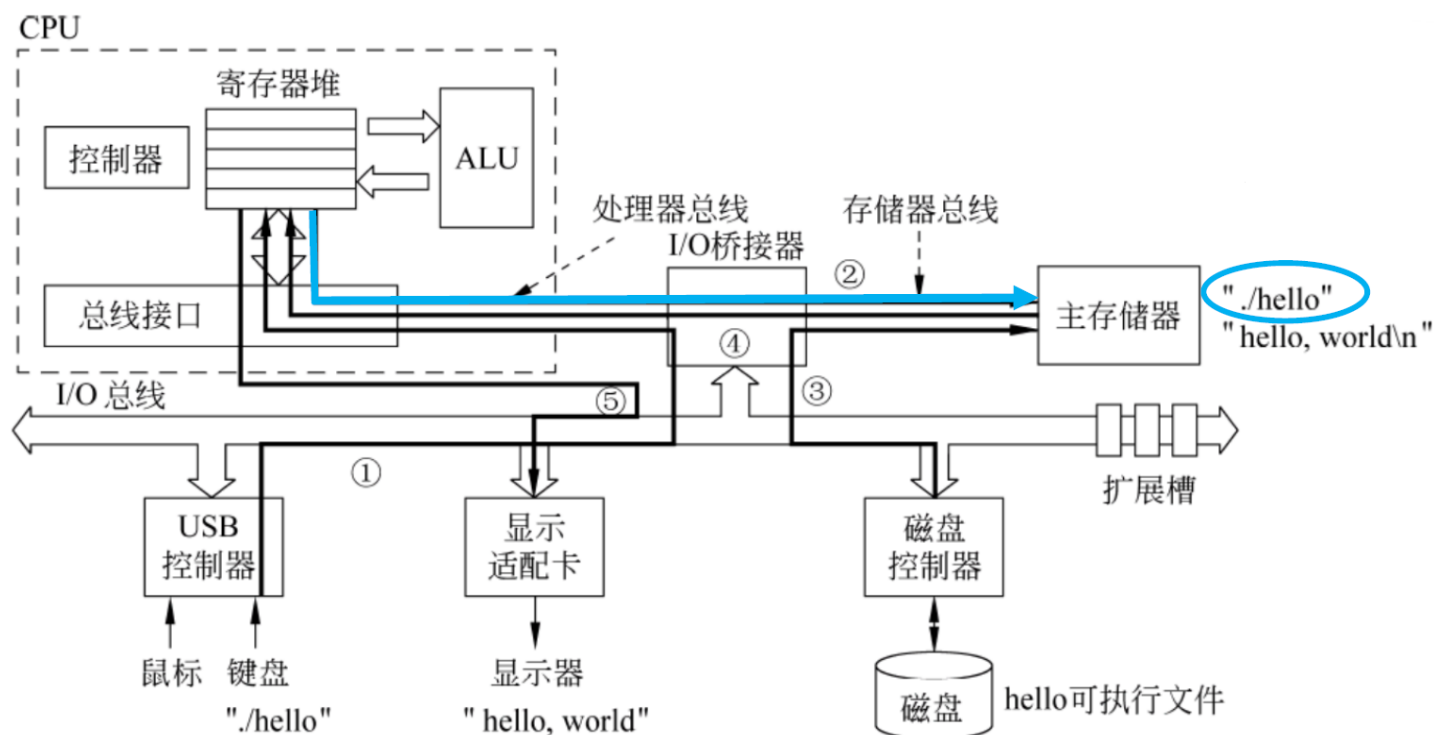 CPU
寄存器堆
控制器
ALU
处理器总线
存储器总线
I/O桥接器
②
"./hello"
总线接口
主存储器
"hello, world\n"
④
I/O 总线
⑤
③
①
扩展槽
USB
控制器
显示
适配卡
磁盘
控制器
鼠标
键盘
显示器
磁盘
hello可执行文件
"./hello"
"hello, world"